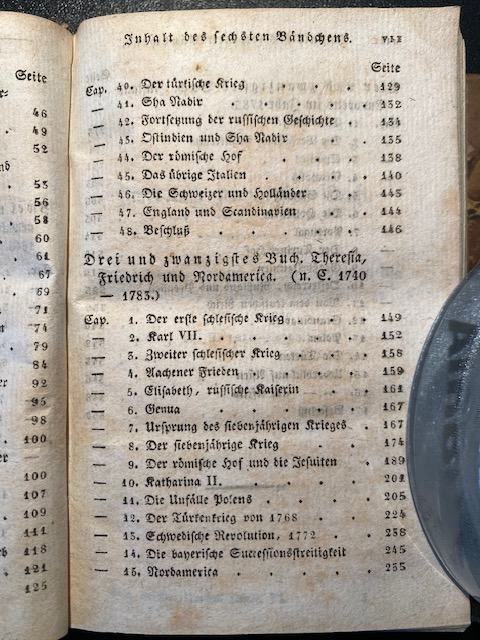 Seite
46
49
52
nd
53
56
58
60
61
67
69
71
74
79
84
92
95
98
100
100
107
109
111
118
121
125
Inhalt des sechsten Bändchens. VII
Seite
Cap. 40. Der türkische Krieg 129
— 41. Sha Nadir 132
— 42. Fortsetzung der russischen Geschichte 134
— 43. Ostindien und Sha Nadir 135
— 44. Der römische Hof 138
— 45. Das übrige Italien 140
— 46. Die Schweizer und Holländer 143
— 47. England und Scandinavien 144
— 48. Beschluß 146
Drei und zwanzigstes Buch. Theresia,
Friedrich und Nordamerica. (n. C. 1740
— 1783.)
Cap. 1. Der erste schlesische Krieg 149
— 2. Karl VII. 152
— 3. Zweiter schlesischer Krieg 158
— 4. Aachener Frieden 159
— 5. Elisabeth, russische Kaiserin 161
— 6. Genua 167
— 7. Ursprung des siebenjährigen Krieges 167
— 8. Der siebenjährige Krieg 174
— 9. Der römische Hof und die Jesuiten 189
— 10. Katharina II. 201
— 11. Die Unfälle Polens 205
— 12. Der Türkenkrieg von 1768 224
— 13. Schwedische Revolution, 1772 238
— 14. Die bayerische Successionsstreitigkeit 245
— 15. Nordamerica 255